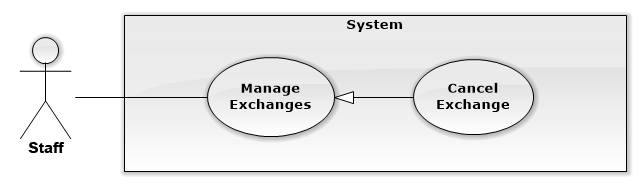 System
Manage
Exchanges
Cancel
Exchange
Staff